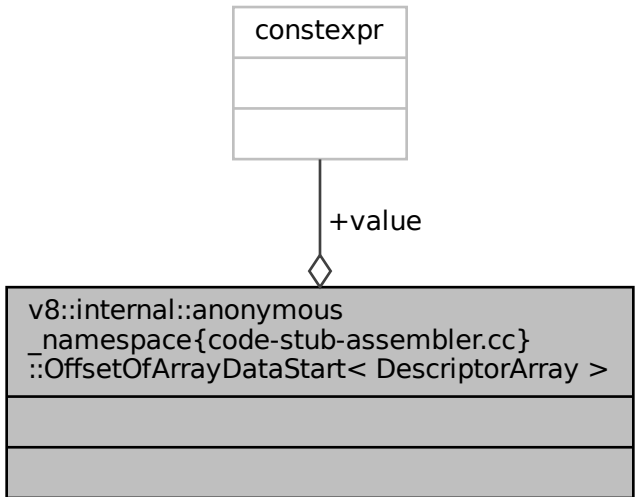 constexpr
+value
v8::internal::anonymous
_namespace{code-stub-assembler.cc}
::OffsetOfArrayDataStart< DescriptorArray >